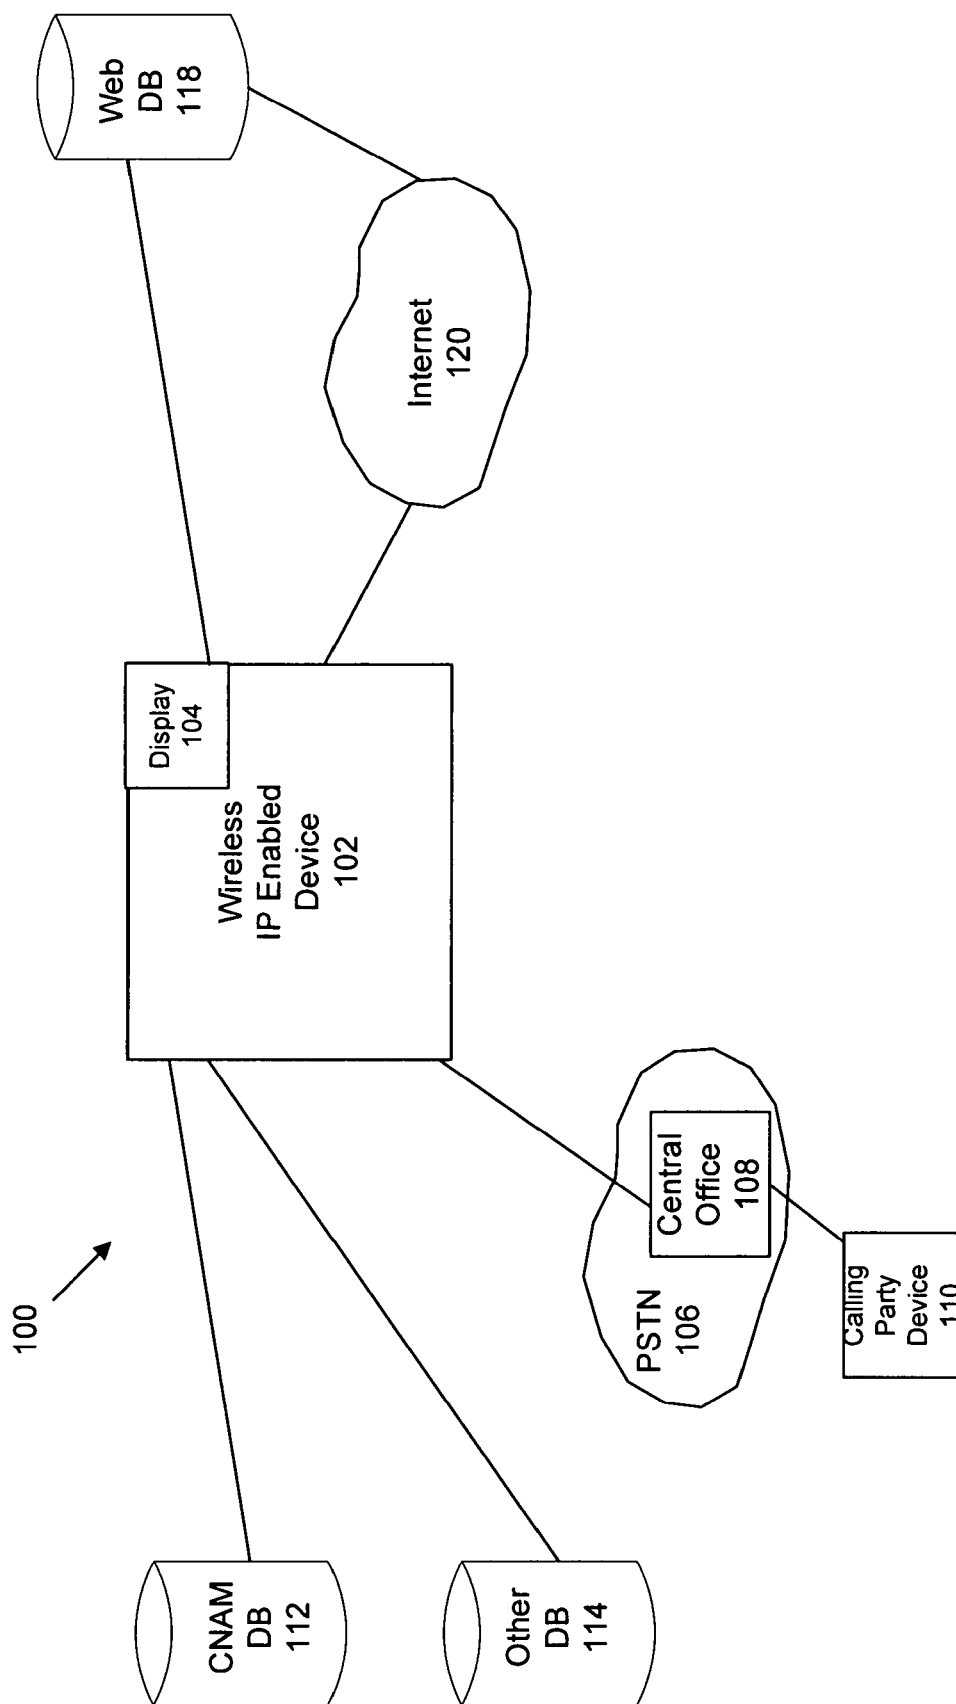 100
CNAM
DB
112
Other
DB
114
Wireless
IP Enabled
Device
102
Display
104
PSTN
106
Central
Office
108
Calling
Party
Device
110
Web
DB
118
Internet
120